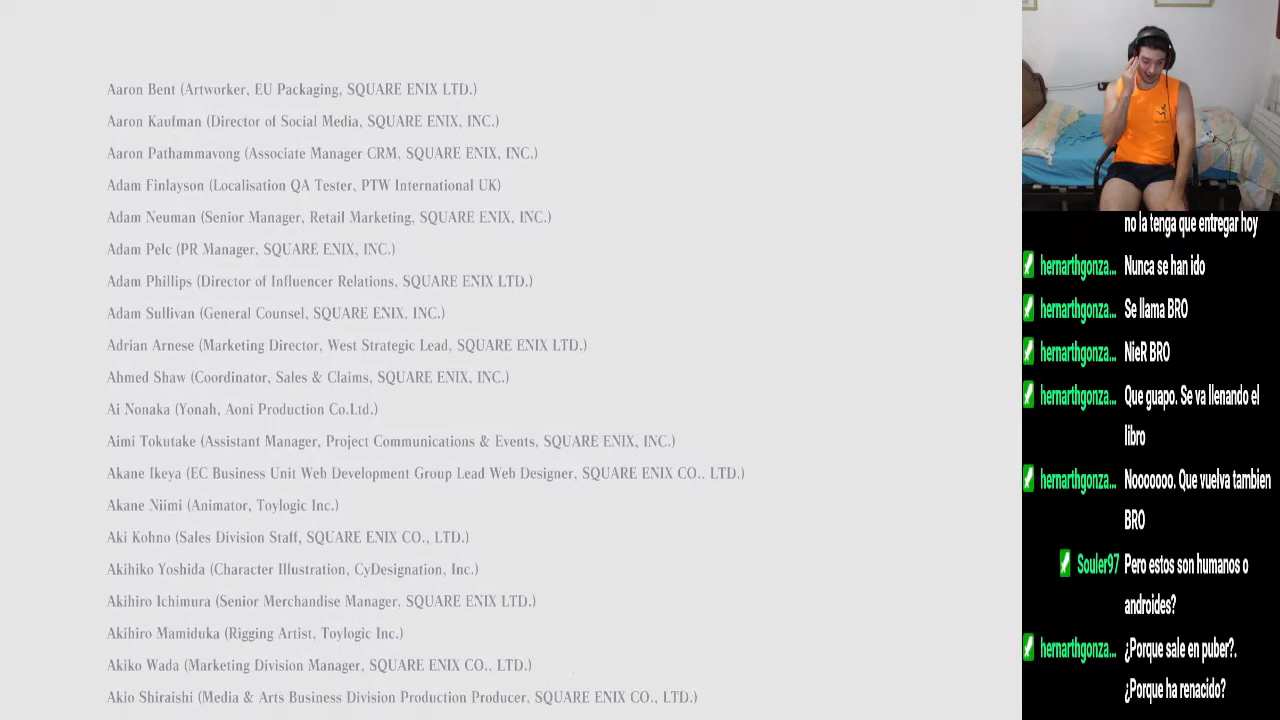 Aaron Bent (Artworker, EU Packaging, SQUARE ENIX LTD.)
Aaron Kaufman (Director of Social Media, SQUARE ENIX, INC.)
Aaron Pathammavong (Associate Manager CRM, SQUARE ENIX, INC.)
Adam Finlayson (Localisation QA Tester, PTW International UK)
Adam Neuman (Senior Manager, Retail Marketing, SQUARE ENIX, INC.)
Adam Pelc (PR Manager, SQUARE ENIX, INC.)
Adam Phillips (Director of Influencer Relations, SQUARE ENIX LTD.)
Adam Sullivan (General Counsel, SQUARE ENIX, INC.)
Adrian Arnese (Marketing Director, West Strategic Lead, SQUARE ENIX LTD.)
Ahmed Shaw (Coordinator, Sales & Claims, SQUARE ENIX, INC.)
Ai Nonaka (Yonah, Aoni Production Co.Ltd.)
Aimi Tokutake (Assistant Manager, Project Communications & Events, SQUARE ENIX, INC.)
Akane Ikeya (EC Business Unit Web Development Group Lead Web Designer, SQUARE ENIX CO., LTD.)
Akane Niimi (Animator, Toylogic Inc.)
Aki Kohno (Sales Division Staff, SQUARE ENIX CO., LTD.)
Akihiko Yoshida (Character Illustration, CyDesignation, Inc.)
Akihiro Ichimura (Senior Merchandise Manager, SQUARE ENIX LTD.)
Akihiro Mamiduka (Rigging Artist, Toylogic Inc.)
Akiko Wada (Marketing Division Manager, SQUARE ENIX CO., LTD.)
Akio Shiraishi (Media & Arts Business Division Production Producer, SQUARE ENIX CO., LTD.)
no la tenga que entregar hoy
hernarthgonza... Nunca se han ido
hernarthgonza... Se llama BRO
hernarthgonza... NieR BRO
hernarthgonza... Que guapo. Se va llenando el
libro
hernarthgonza... Nooooooo. Que vuelva tambien
BRO
Souler97 Pero estos son humanos o
androides?
hernarthgonza... ¿Porque sale en puber?.
¿Porque ha renacido?